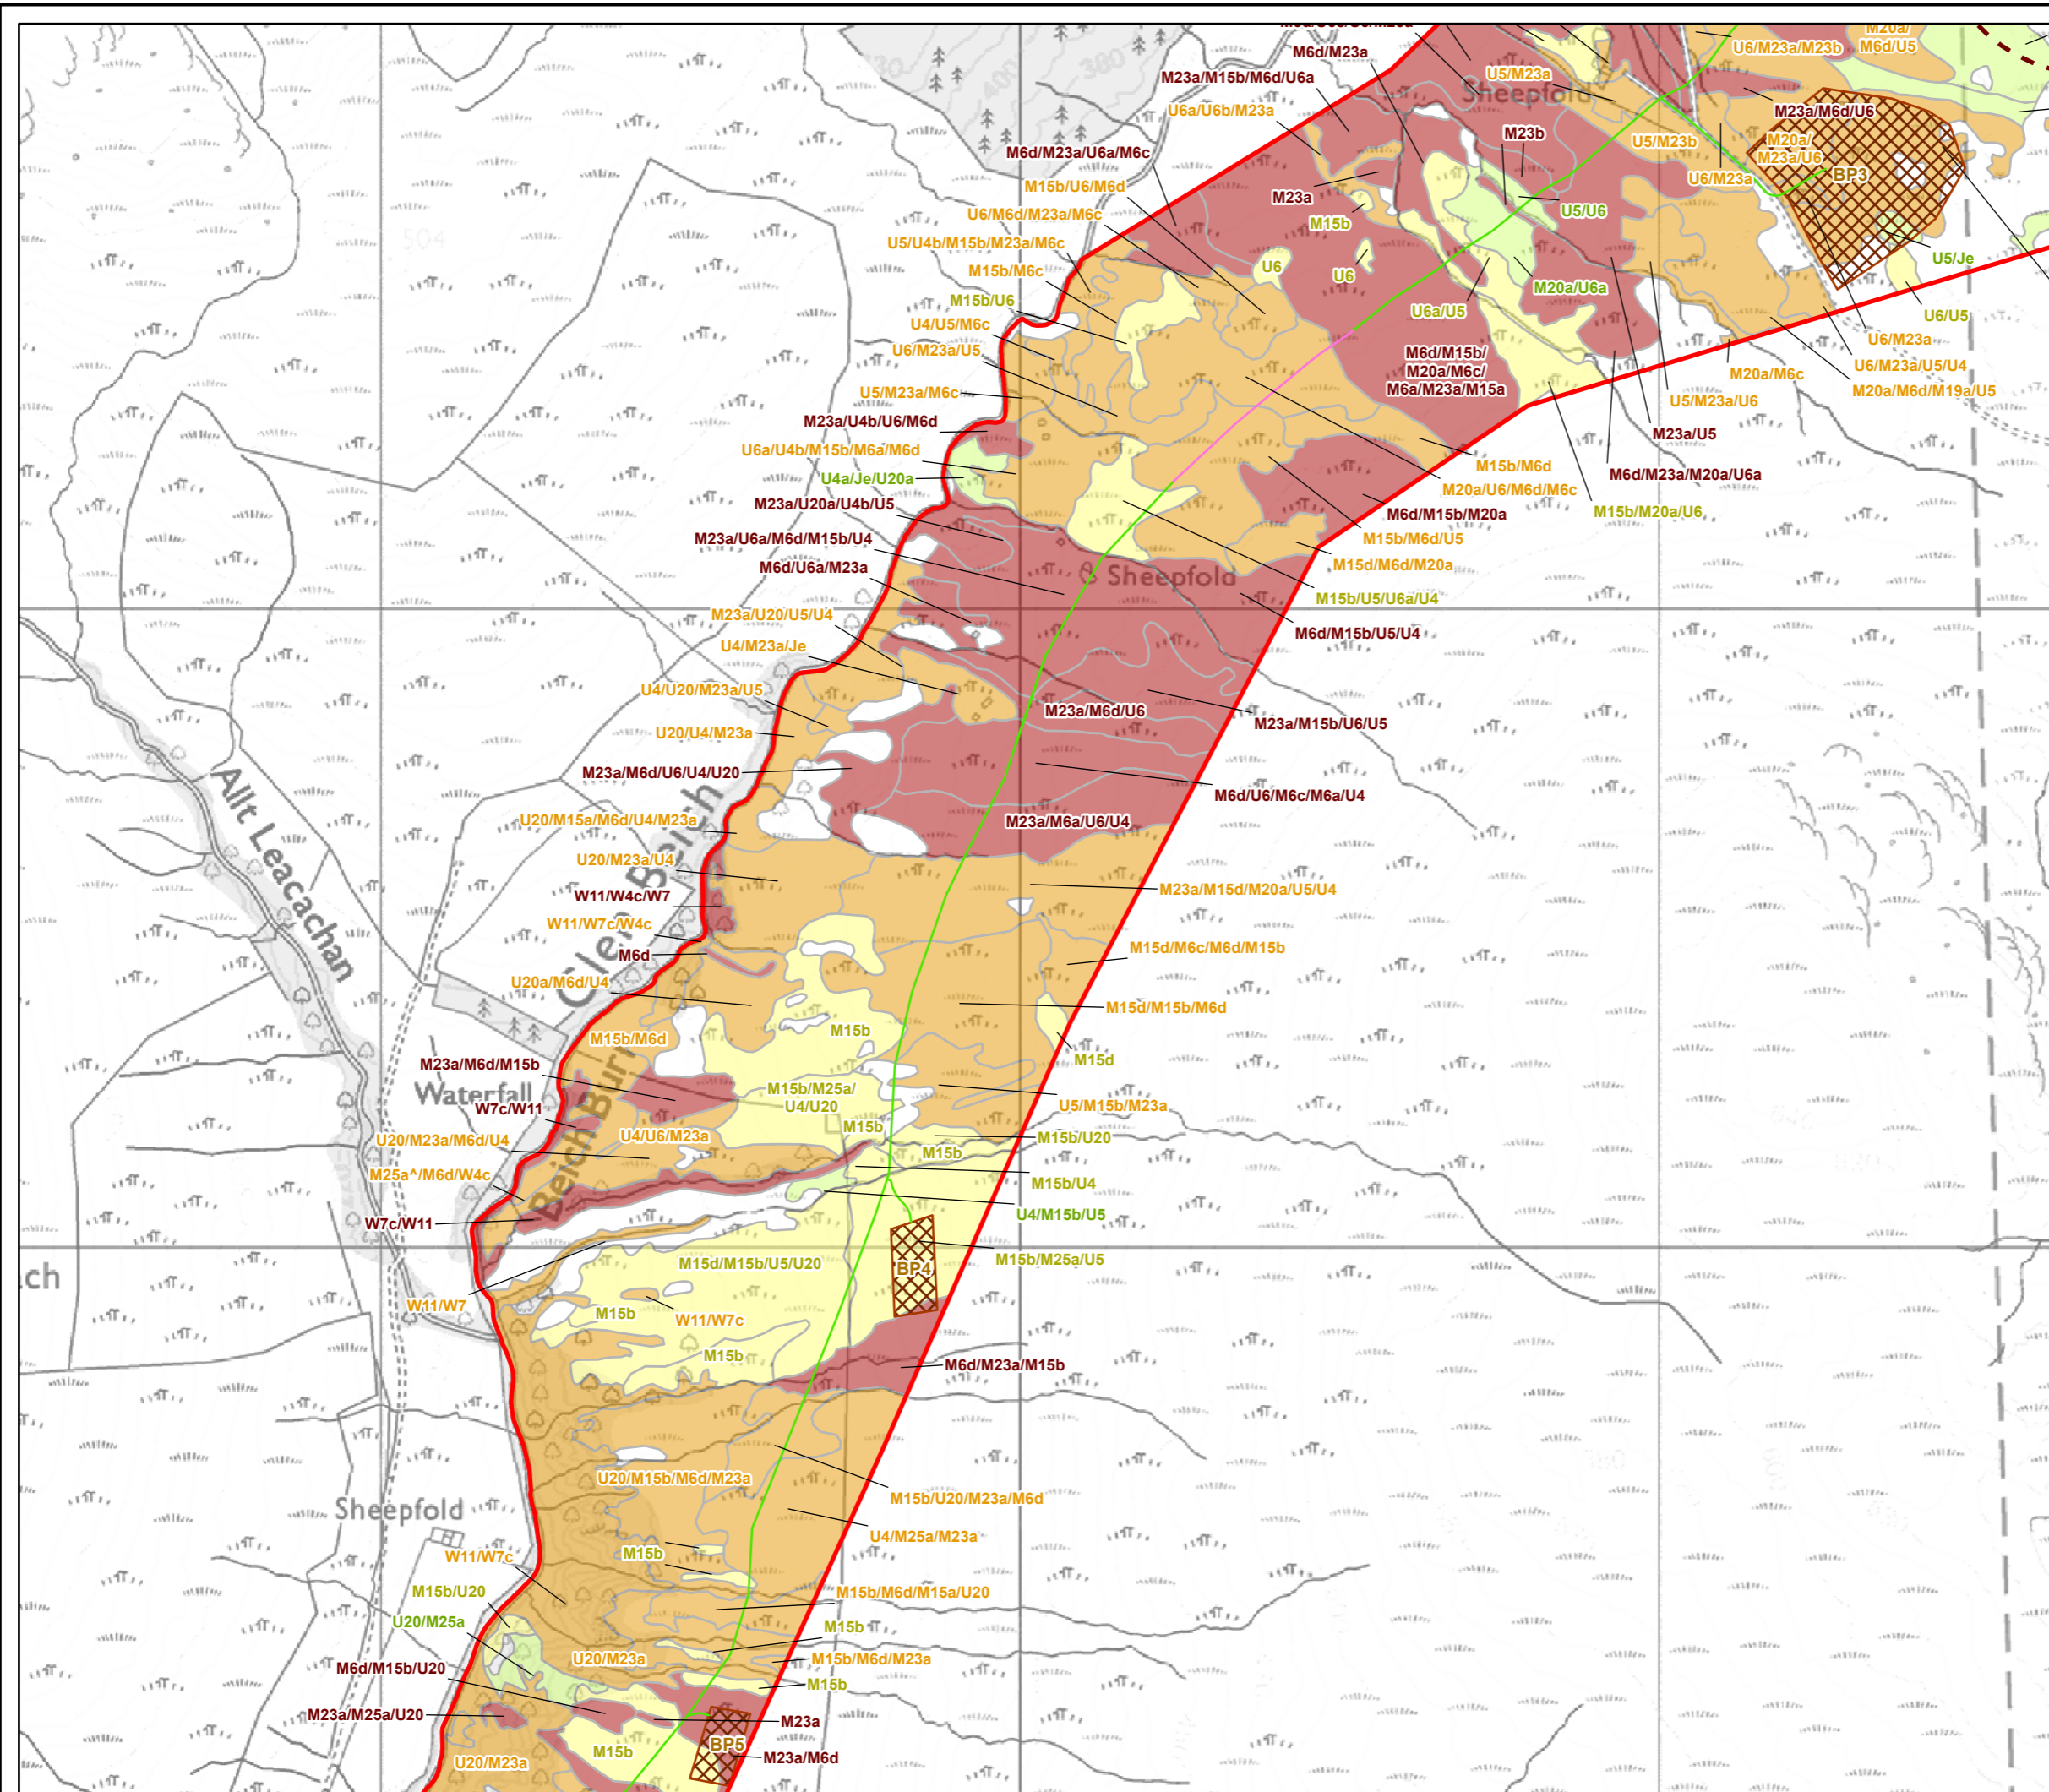 M6d/M23a
U6/M23a/M23b
M20a/
M6d/U5
M23a/M15b/M6d/U6a
U5/M23a
Sheepfold
U6a/U6b/M23a
M23a/M6d/U6
M23b
M6d/M23a/U6a/M6c
U5/M23b
M20a/
M23a/U6
BP3
U6/M23a
M15b/U6/M6d
M23a
U5/U6
U6/M6d/M23a/M6c
M15b
U5/U4b/M15b/M23a/M6c
504
U5/Je
M15b/M6c
U6
U6
M20a/U6a
M15b/U6
U6a/U5
U6/U5
U4/U5/M6c
U6/M23a
U6/M23a/U5
M6d/M15b/
M20a/M6c/
M6a/M23a/M15a
U6/M23a/U5/U4
M20a/M6c
M20a/M6d/M19a/U5
U5/M23a/M6c
U5/M23a/U6
M23a/U4b/U6/M6d
M23a/U5
U6a/U4b/M15b/M6a/M6d
M15b/M6d
M6d/M23a/M20a/U6a
U4a/Je/U20a
M20a/U6/M6d/M6c
M23a/U20a/U4b/U5
M6d/M15b/M20a
M15b/M20a/U6
M23a/U6a/M6d/M15b/U4
M15b/M6d/U5
M6d/U6a/M23a
M15d/M6d/M20a
Sheepfold
M15b/U5/U6a/U4
M23a/U20/U5/U4
M6d/M15b/U5/U4
U4/M23a/Je
U4/U20/M23a/U5
M23a/M6d/U6
M23a/M15b/U6/U5
U20/U4/M23a
M23a/M6d/U6/U4/U20
M6d/U6/M6c/M6a/U4
Allt Leacachan
Glen Beich
U20/M15a/M6d/U4/M23a
M23a/M6a/U6/U4
U20/M23a/U4
M23a/M15d/M20a/U5/U4
W11/W4c/W7
W11/W7c/W4c
M15d/M6c/M6d/M15b
M6d
U20a/M6d/U4
M15d/M15b/M6d
M15b
M15b/M6d
M15d
M23a/M6d/M15b
Waterfall
M15b/M25a/
U4/U20
W7c/W11
U5/M15b/M23a
M15b
U20/M23a/M6d/U4
U4/U6/M23a
M15b/U20
M15b
M25a^/M6d/W4c
Beich Burn
M15b/U4
W7c/W11
U4/M15b/U5
M15d/M15b/U5/U20
M15b/M25a/U5
BP4
ch
W11/W7
M15b
W11/W7c
M15b
M6d/M23a/M15b
U20/M15b/M6d/M23a
M15b/U20/M23a/M6d
Sheepfold
U4/M25a/M23a
W11/W7c
M15b
M15b/U20
M15b/M6d/M15a/U20
U20/M25a
M15b
U20/M23a
M15b/M6d/M23a
M6d/M15b/U20
M15b
M23a/M25a/U20
M23a
M15b
BP5
M23a/M6d
U20/M23a